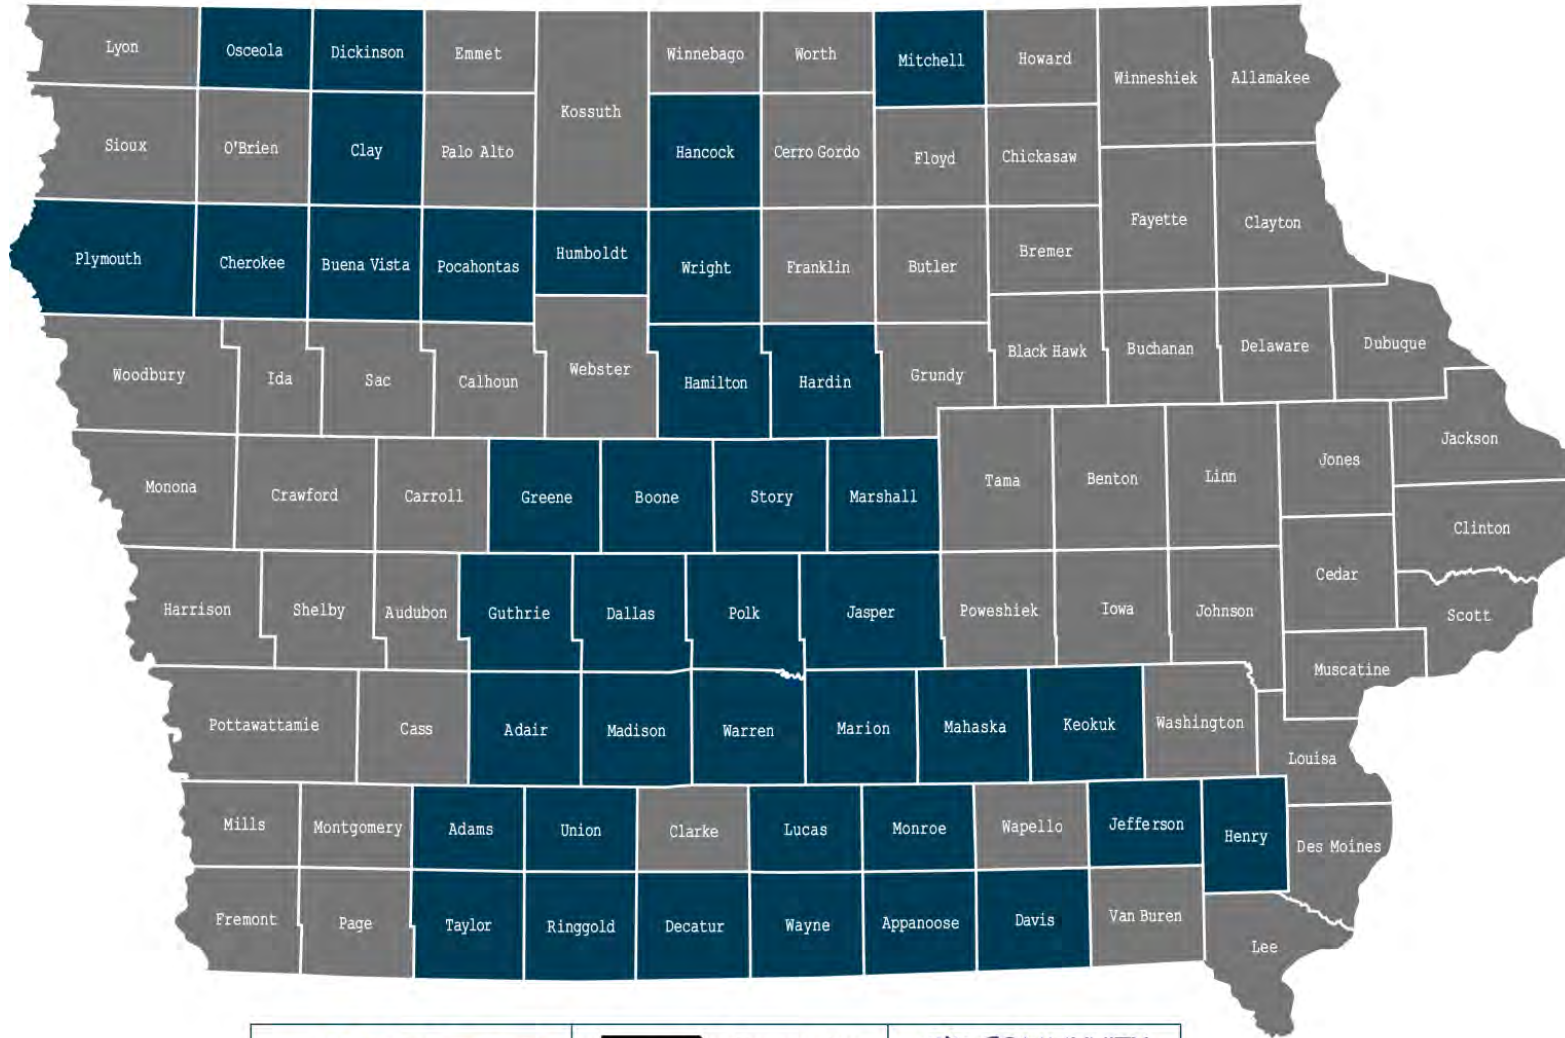 Lyon
Osceola
Dickinson
Emmet
Kossuth
Winnebago
Worth
Mitchell
Howard
Winneshiek
Allamakee
Sioux
O'Brien
Clay
Palo Alto
Hancock
Cerro Gordo
Floyd
Chickasaw
Plymouth
Cherokee
Buena Vista
Pocahontas
Humboldt
Wright
Franklin
Butler
Bremer
Fayette
Clayton
Woodbury
Ida
Sac
Calhoun
Webster
Hamilton
Hardin
Grundy
Black Hawk
Buchanan
Delaware
Dubuque
Monona
Crawford
Carroll
Greene
Boone
Story
Marshall
Tama
Benton
Linn
Jones
Jackson
Clinton
Harrison
Shelby
Audubon
Guthrie
Dallas
Polk
Jasper
Poweshiek
Iowa
Johnson
Cedar
Scott
Muscatine
Pottawattamie
Cass
Adair
Madison
Warren
Marion
Mahaska
Keokuk
Washington
Louisa
Mills
Montgomery
Adams
Union
Clarke
Lucas
Monroe
Wapello
Jefferson
Henry
Des Moines
Fremont
Page
Taylor
Ringgold
Decatur
Wayne
Appanoose
Davis
Van Buren
Lee